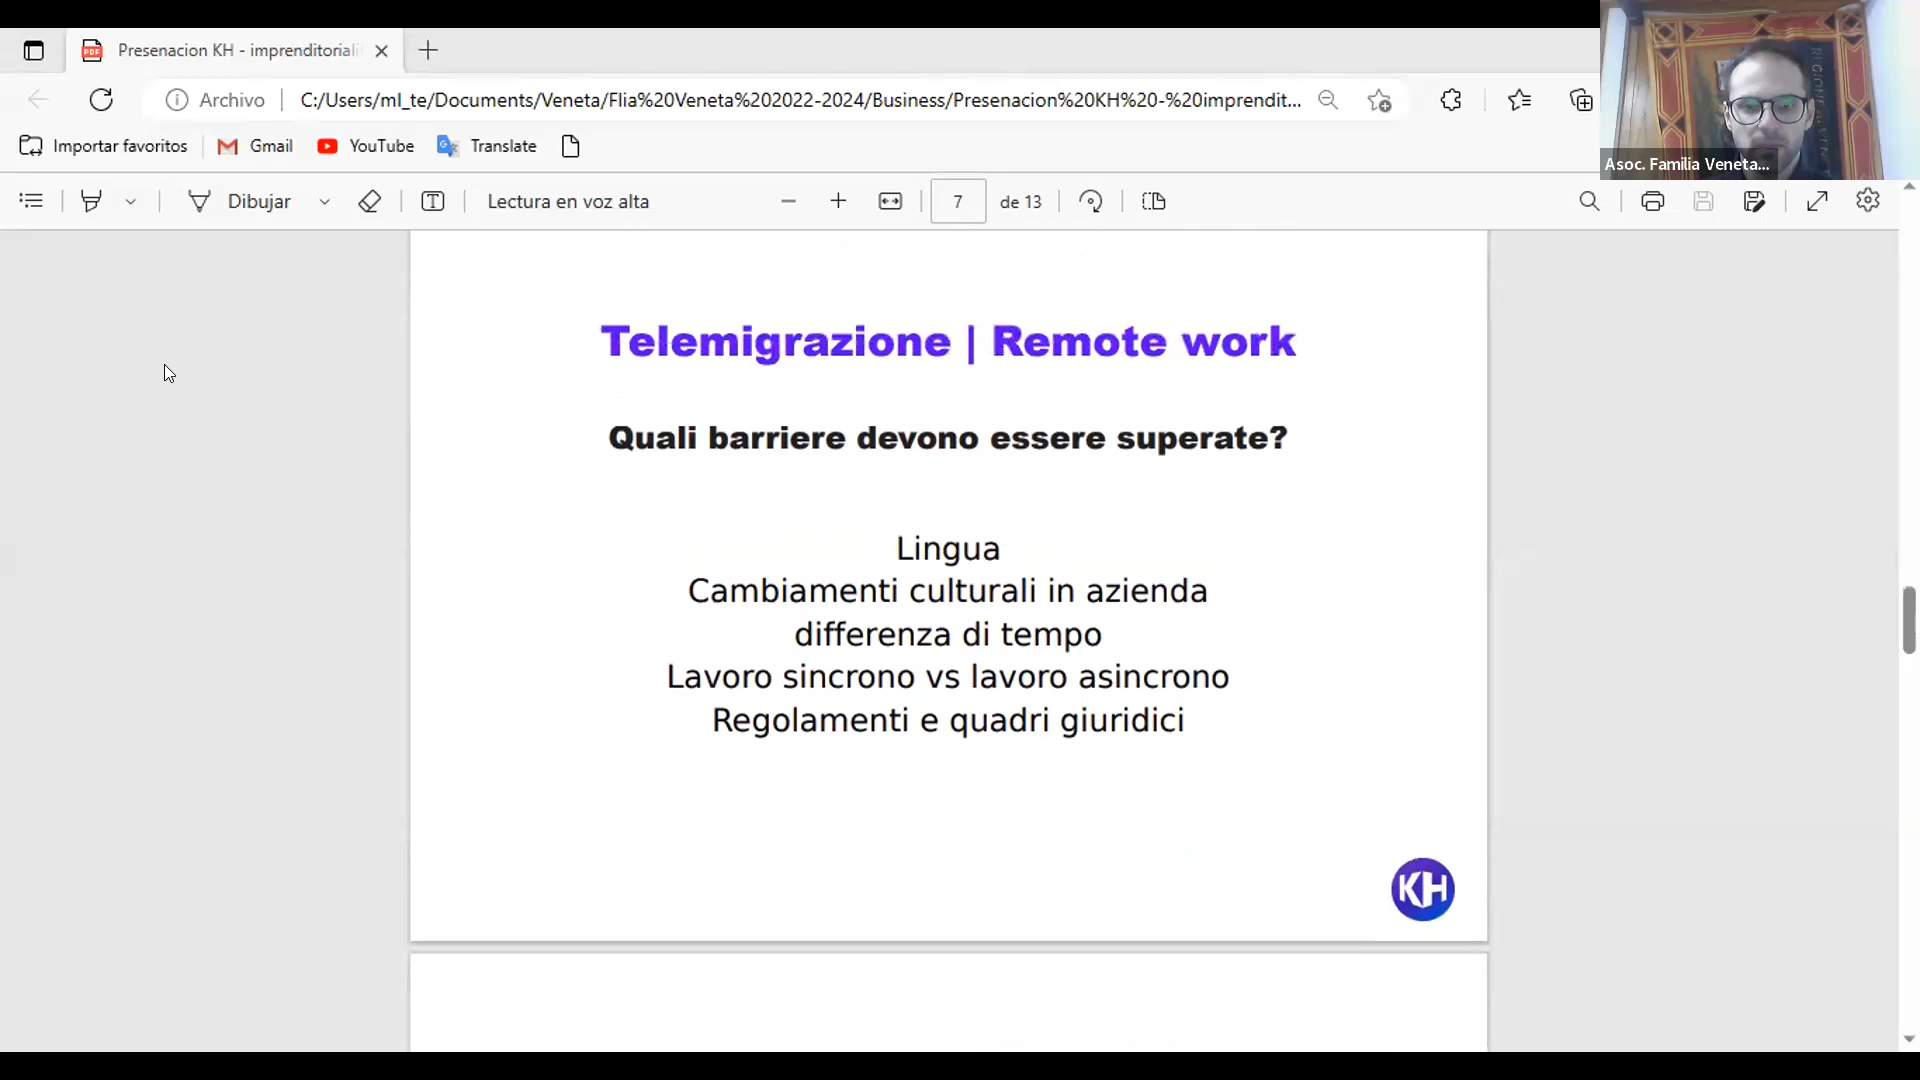 Presenacion KH - imprenditoriali
Archivo
C:/Users/ml_te/Documents/Veneta/Flia%20Veneta%202022-2024/Business/Presenacion%20KH%20-%20imprendit...
Importar favoritos
Gmail
YouTube
Translate
Asoc. Familia Veneta...
Dibujar
Lectura en voz alta
7
de 13
Telemigrazione | Remote work
Quali barriere devono essere superate?
Lingua
Cambiamenti culturali in azienda
differenza di tempo
Lavoro sincrono vs lavoro asincrono
Regolamenti e quadri giuridici
KH